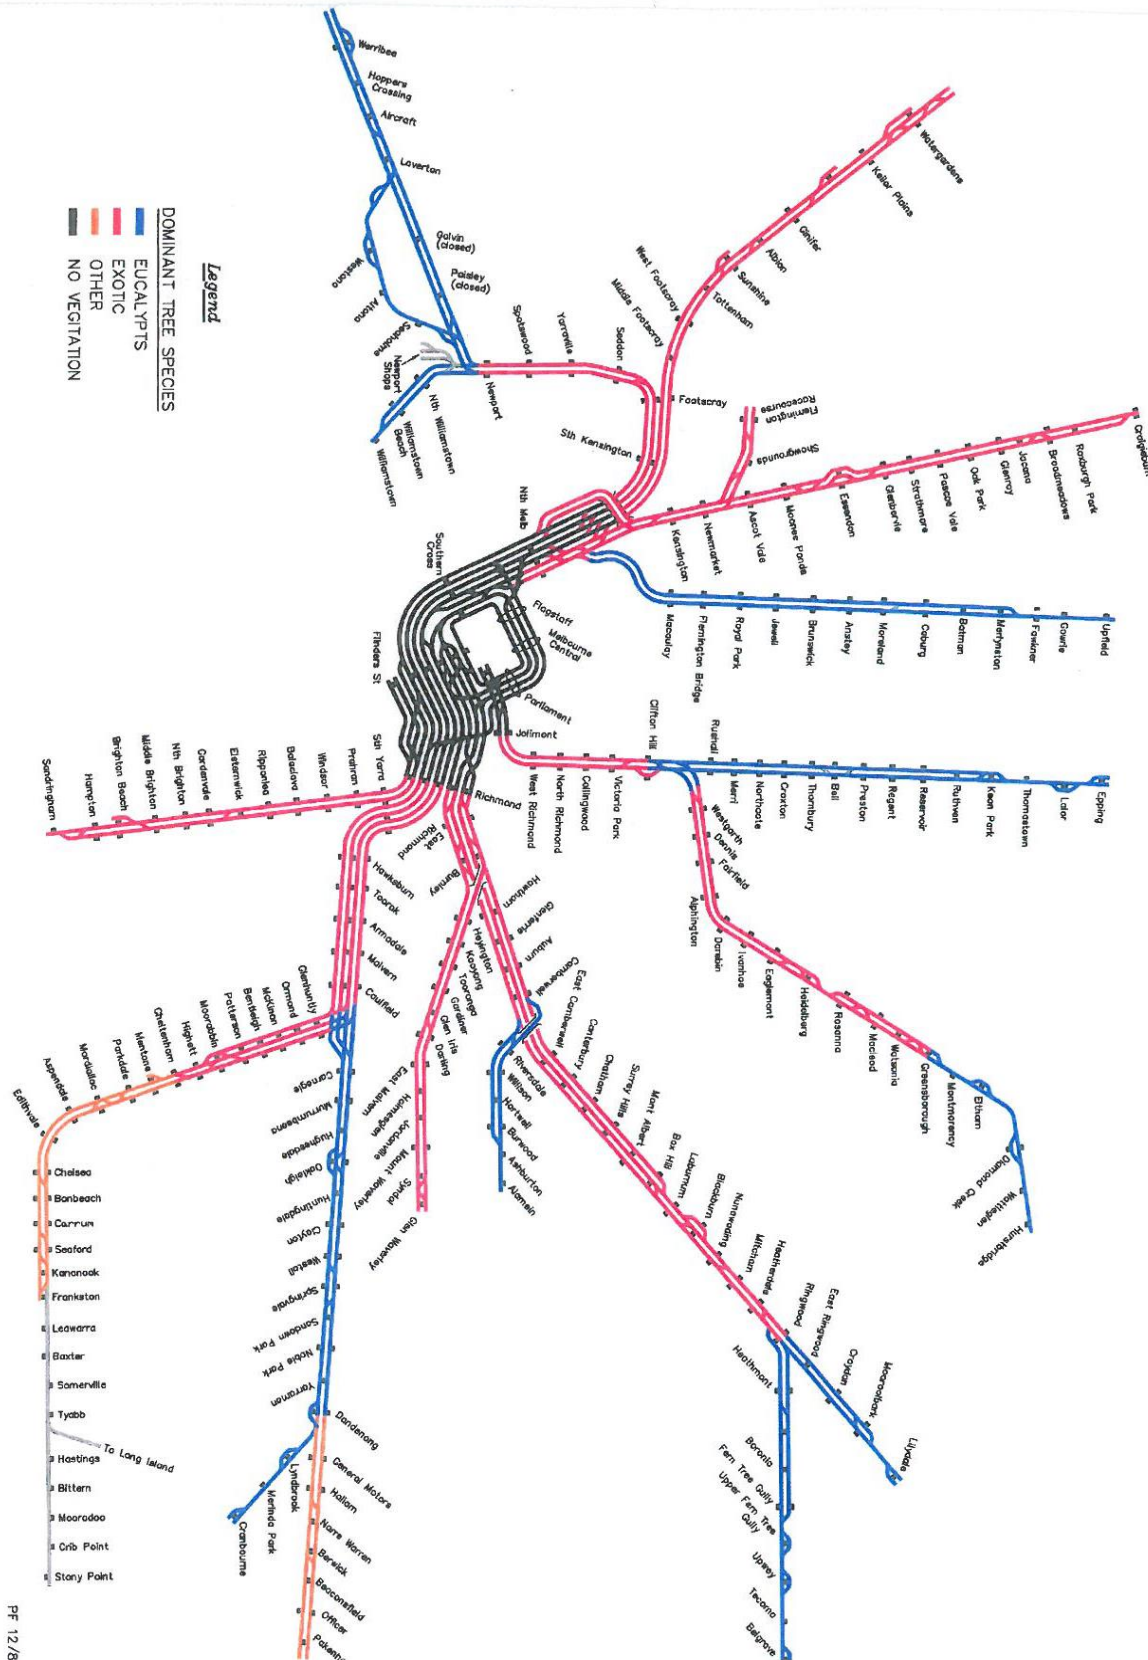 Werribee
Hoppers
Crossing
Aircraft
Laverton
Galvin
(closed)
Paisley
(closed)
Westona
Altona
Seaholme
Newport
Shops
Nth Williamstown
Williamstown
Beach
Williamstown
Newport
Spotswood
Yarraville
Seddon
Watergardens
Keilor Plains
Ginifer
Albion
Sunshine
Tottenham
West Footscray
Middle Footscray
Footscray
Sth Kensington
Flemington
Racecourse
Showgrounds
Craigieburn
Roxburgh Park
Broadmeadows
Jacana
Glenroy
Oak Park
Pascoe Vale
Strathmore
Glenbervie
Essendon
Moonee Ponds
Ascot Vale
Newmarket
Kensington
Nth Melb
Upfield
Gowrie
Fawkner
Merlynston
Batman
Coburg
Moreland
Anstey
Brunswick
Jewell
Royal Park
Flemington Bridge
Macaulay
Southern
Cross
Flagstaff
Melbourne
Central
Parliament
Flinders St
Jolimont
West Richmond
North Richmond
Collingwood
Victoria Park
Clifton Hill
Rushall
Merri
Northcote
Croxton
Thornbury
Bell
Preston
Regent
Reservoir
Ruthven
Keon Park
Thomastown
Lalor
Epping
Westgarth
Dennis
Fairfield
Alphington
Darebin
Ivanhoe
Eaglemont
Heidelberg
Rosanna
Macleod
Watsonia
Greensborough
Montmorency
Eltham
Diamond Creek
Wattleglen
Hurstbridge
Richmond
East
Richmond
Burnley
Hawthorn
Glenferrie
Auburn
Camberwell
East Camberwell
Canterbury
Chatham
Surrey Hills
Mont Albert
Box Hill
Laburnum
Blackburn
Nunawading
Mitcham
Heatherdale
Ringwood
East Ringwood
Croydon
Mooroolbark
Lilydale
Heathmont
Boronia
Fern Tree Gully
Upper Fern Tree
Gully
Upwey
Tecoma
Belgrave
Riversdale
Wilson
Hartwell
Burwood
Ashburton
Alamein
Heyington
Kooyong
Tooronga
Gardiner
Glen Iris
Darling
East Malvern
Holmesglen
Jordanville
Mount Waverley
Syndal
Glen Waverley
Sth Yarra
Prahran
Windsor
Balaclava
Ripponlea
Elsternwick
Gardenvale
Nth Brighton
Middle Brighton
Brighton Beach
Hampton
Sandringham
Hawksburn
Toorak
Armadale
Malvern
Caulfield
Glenhuntly
Ormond
McKinnon
Bentleigh
Patterson
Moorabbin
Highett
Cheltenham
Mentone
Parkdale
Mordialloc
Aspendale
Edithvale
Chelsea
Bonbeach
Carrum
Seaford
Kananook
Frankston
Leawarra
Baxter
Somerville
Tyabb
To Long Island
Hastings
Bittern
Morradoo
Crib Point
Stony Point
Carnegie
Murrumbeena
Hughesdale
Oakleigh
Huntingdale
Clayton
Westall
Springvale
Sandown Park
Noble Park
Yarraman
Dandenong
Lyndbrook
Merinda Park
Cranbourne
General Motors
Hallam
Narre Warren
Berwick
Beaconsfield
Officer
Pakenh
Legend
DOMINANT TREE SPECIES
EUCALYPTS
EXOTIC
OTHER
NO VEGITATION
PF 12/8